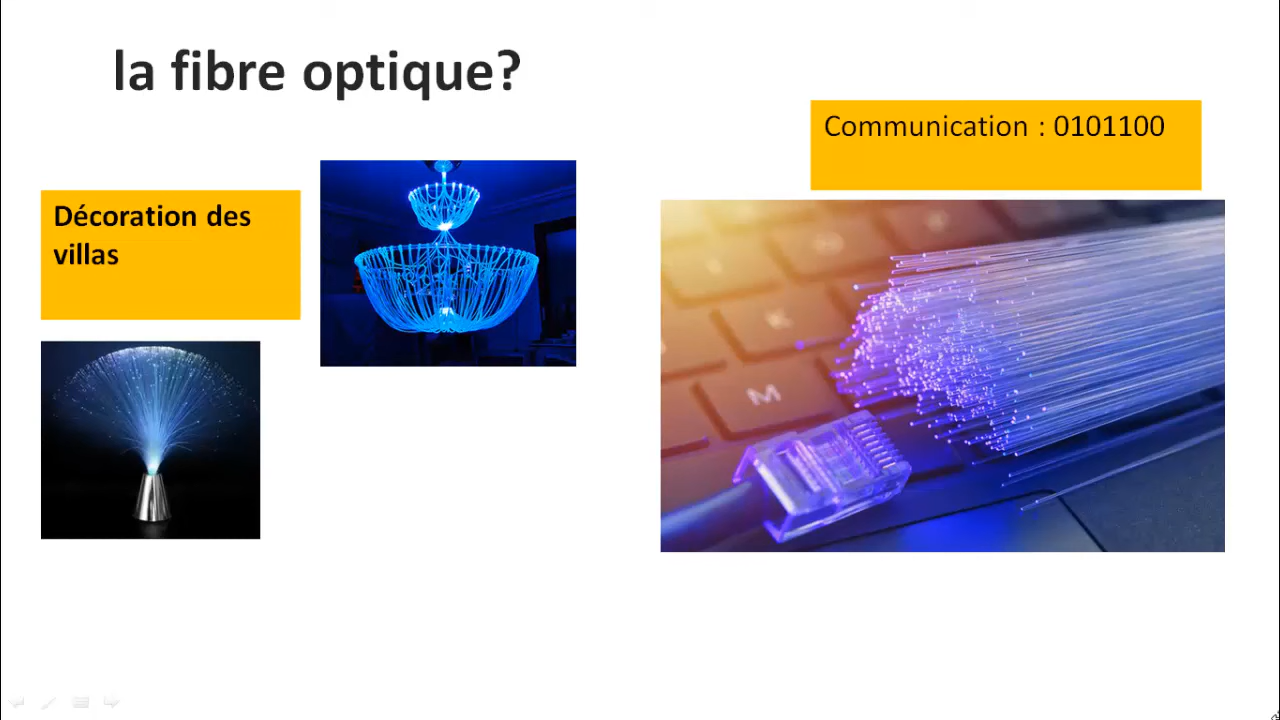 la fibre optique?
Communication : 0101100
Décoration des
villas
K
M